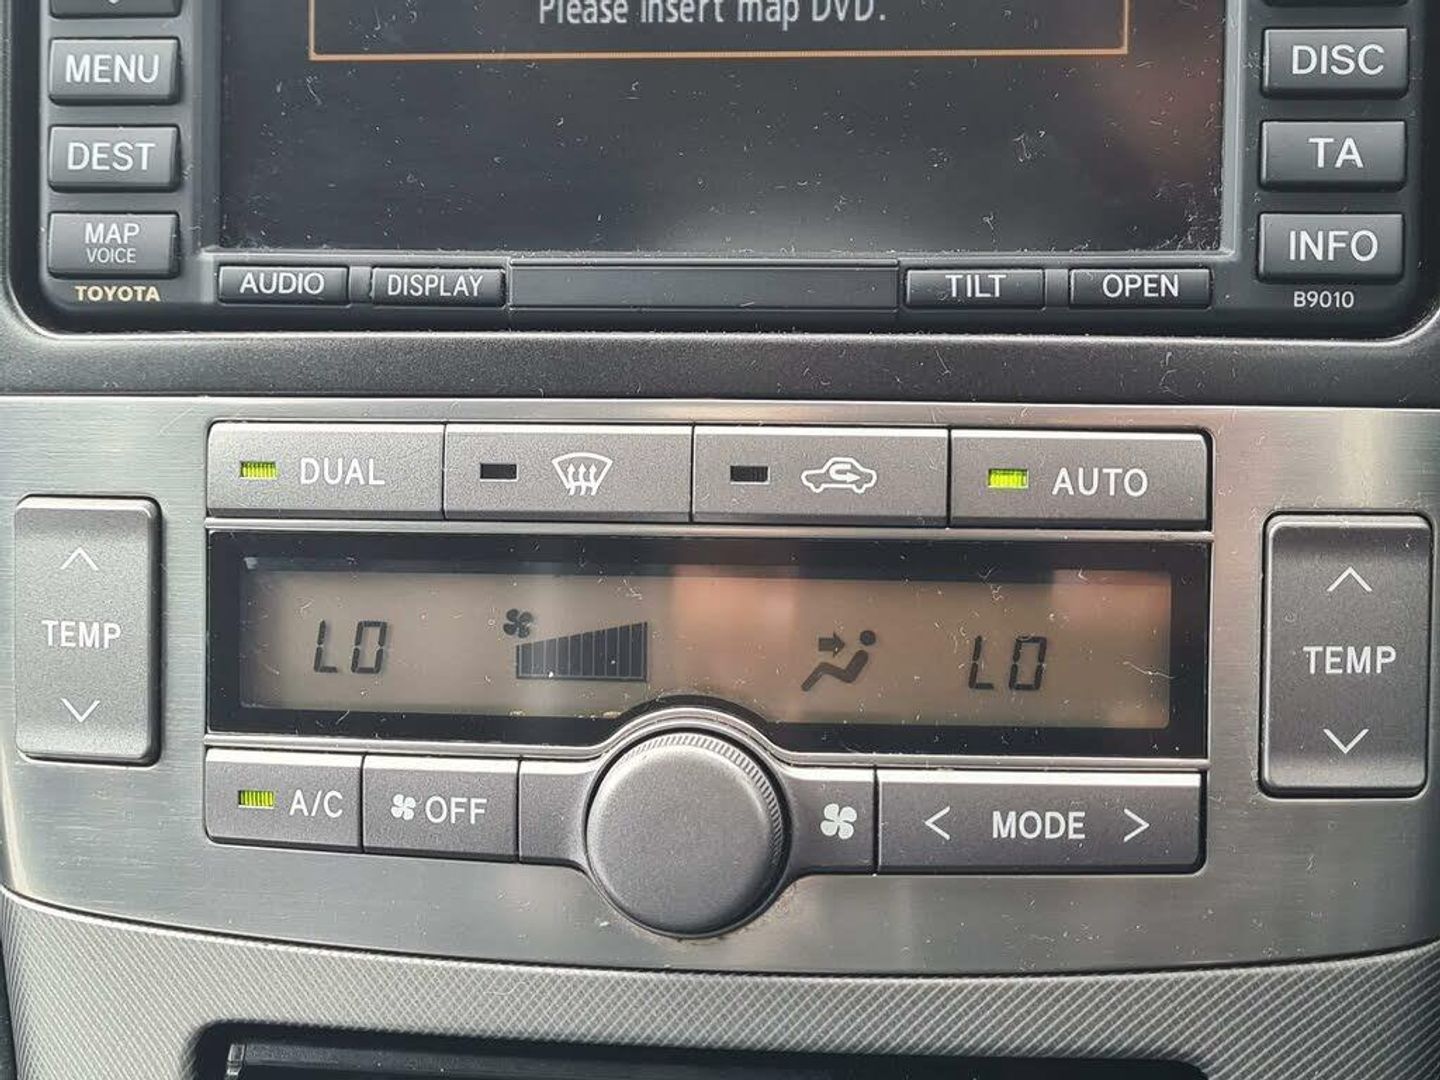 Please insert map DVD.
MENU
DISC
DEST
TA
MAP
VOICE
INFO
TOYOTA
AUDIO
DISPLAY
TILT
OPEN
B9010
DUAL
AUTO
TEMP
LO
LO
TEMP
A/C
OFF
< MODE >